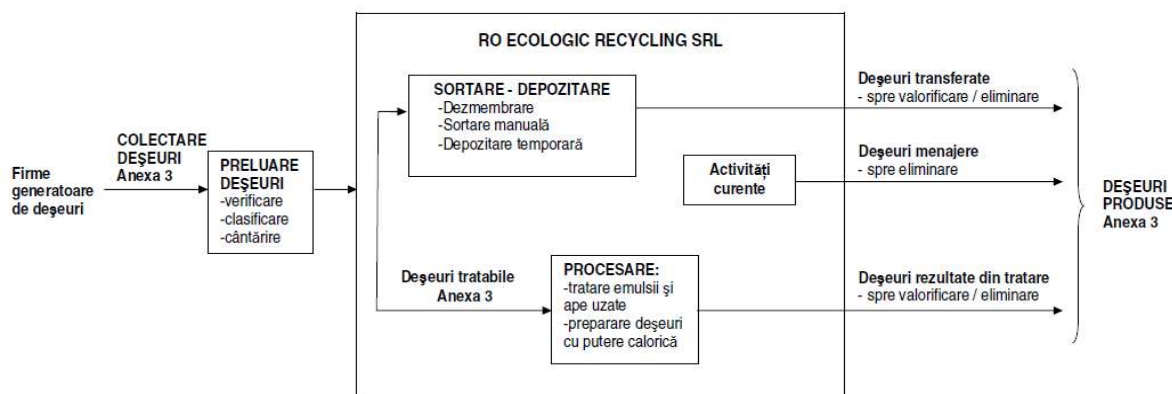 RO ECOLOGIC RECYCLING SRL
Firme
generatoare
de deşeuri
COLECTARE
DEŞEURI
Anexa 3
PRELUARE
DEŞEURI
-verificare
-clasificare
-cântărire
SORTARE - DEPOZITARE
-Dezmembrare
-Sortare manuală
-Depozitare temporară
Activităţi
curente
Deşeuri tratabile
Anexa 3
PROCESARE:
-tratare emulsii şi
ape uzate
-preparare deşeuri
cu putere calorică
Deşeuri transferate
- spre valorificare / eliminare
Deşeuri menajere
- spre eliminare
Deşeuri rezultate din tratare
- spre valorificare / eliminare
DEŞEURI
PRODUSE
Anexa 3